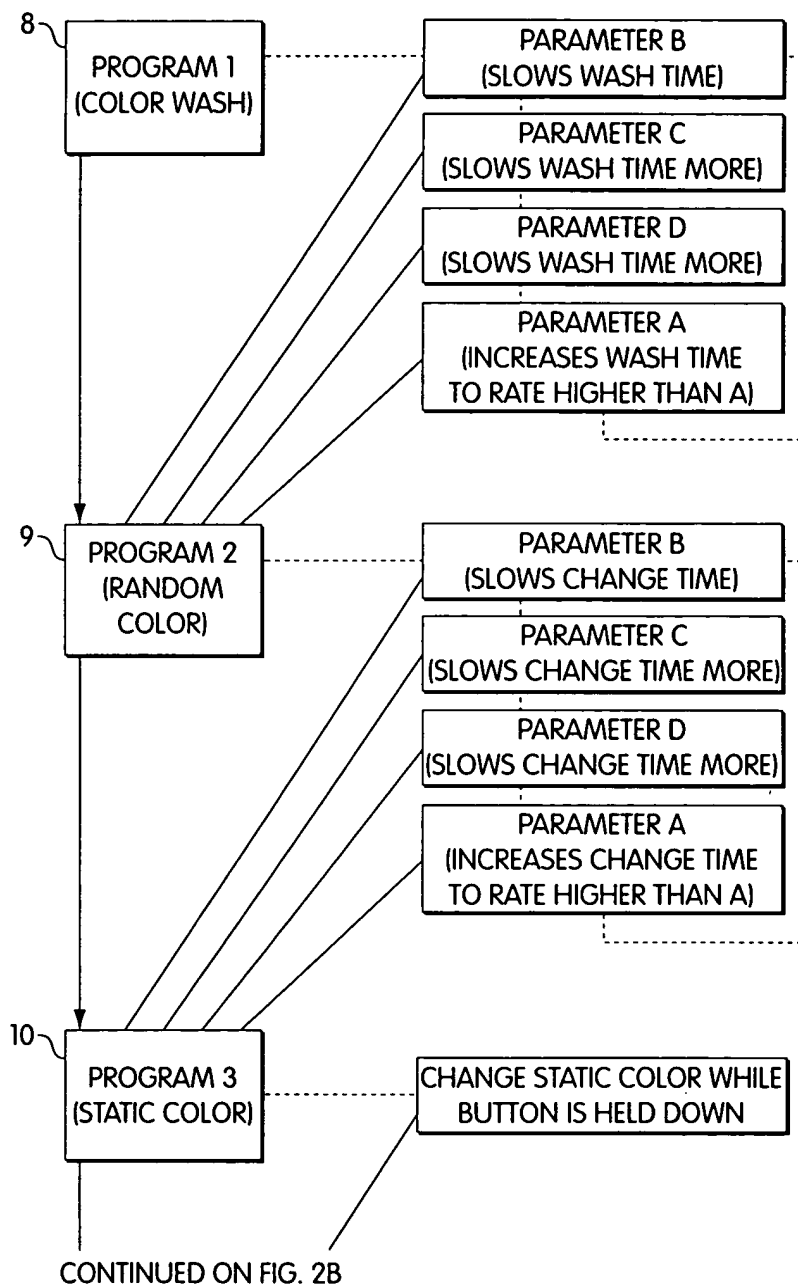 8
PROGRAM 1
(COLOR WASH)
PARAMETER B
(SLOWS WASH TIME)
PARAMETER C
(SLOWS WASH TIME MORE)
PARAMETER D
(SLOWS WASH TIME MORE)
PARAMETER A
(INCREASES WASH TIME
TO RATE HIGHER THAN A)
9
PROGRAM 2
(RANDOM
COLOR)
PARAMETER B
(SLOWS CHANGE TIME)
PARAMETER C
(SLOWS CHANGE TIME MORE)
PARAMETER D
(SLOWS CHANGE TIME MORE)
PARAMETER A
(INCREASES CHANGE TIME
TO RATE HIGHER THAN A)
10
PROGRAM 3
(STATIC COLOR)
CHANGE STATIC COLOR WHILE
BUTTON IS HELD DOWN
CONTINUED ON FIG. 2B